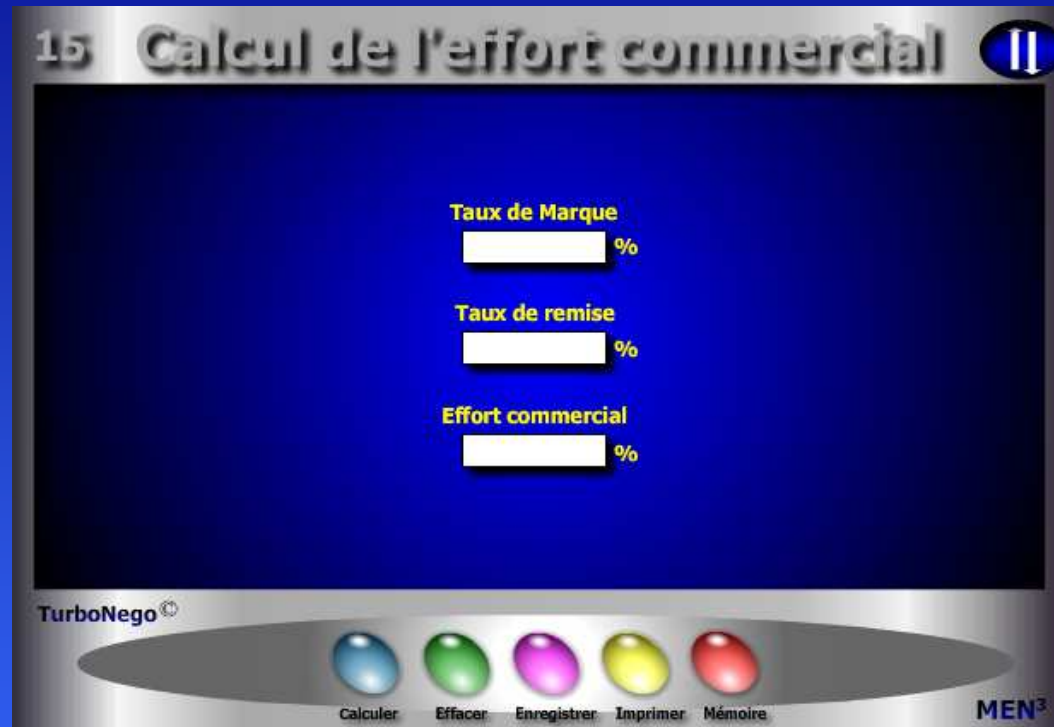 15 Calcul de l'effort commercial
Taux de Marque
%
Taux de remise
%
Effort commercial
%
TurboNego©
Calculer Effacer Enregistrer Imprimer Mémoire
MEN³